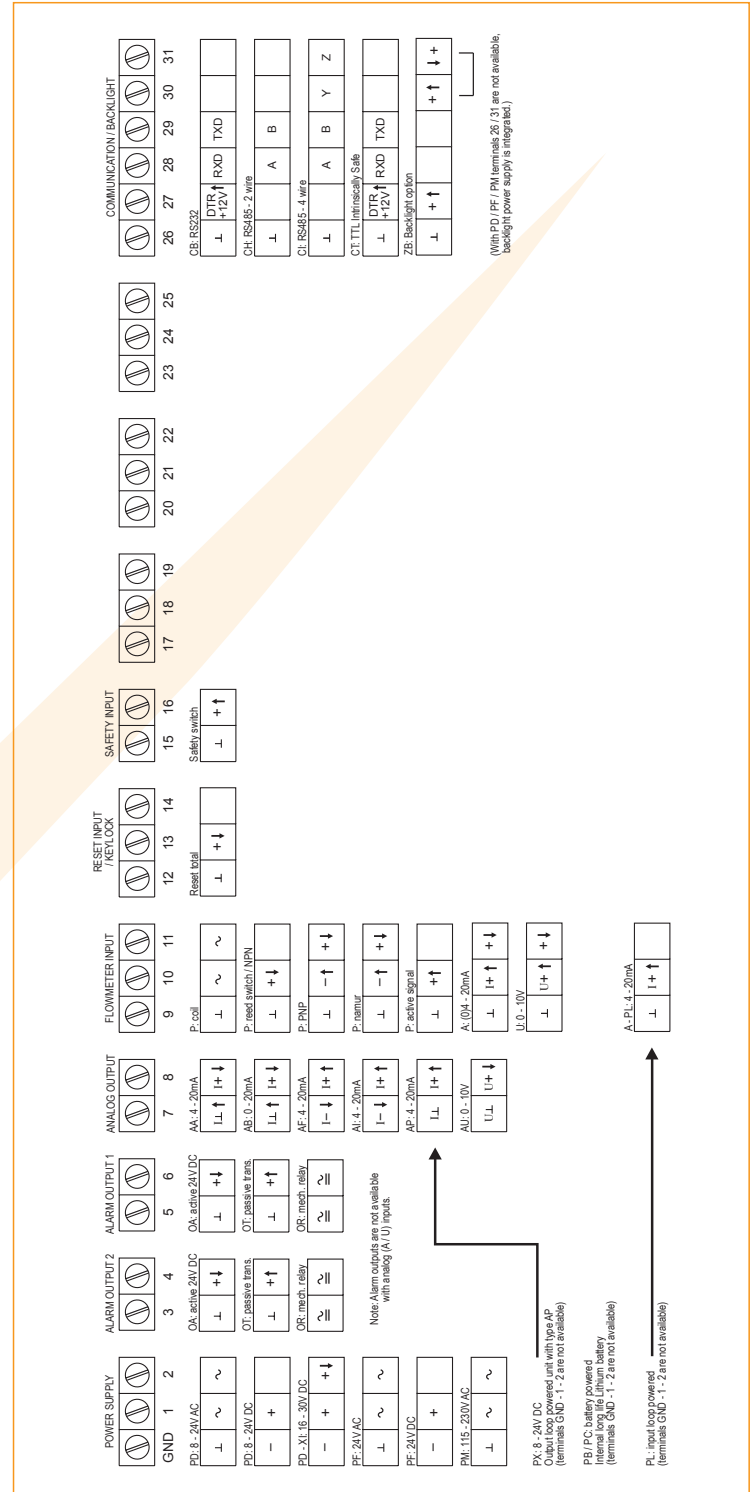 POWER SUPPLY
GND 1 2
PD: 8 - 24V AC
⊥ ~ ~
PD: 8 - 24V DC
– +
PD - XI: 16 - 30V DC
– + +↓
PF: 24V AC
⊥ ~ ~
PF: 24V DC
– +
PM: 115 - 230V AC
⊥ ~ ~
PX: 8 - 24V DC
Output loop powered unit with type AP
(terminals GND - 1 - 2 are not available)
PB / PC: battery powered
Internal long life Lithium battery
(terminals GND - 1 - 2 are not available)
PL: input loop powered
(terminals GND - 1 - 2 are not available)
ALARM OUTPUT 2
3 4
OA: active 24V DC
⊥ +↓
OT: passive trans.
⊥ +↑
OR: mech. relay
≂ ≂
ALARM OUTPUT 1
5 6
OA: active 24V DC
⊥ +↓
OT: passive trans.
⊥ +↑
OR: mech. relay
≂ ≂
Note: Alarm outputs are not available
with analog (A / U) inputs.
ANALOG OUTPUT
7 8
AA: 4 - 20mA
I⊥↑ I+↓
AB: 0 - 20mA
I⊥↑ I+↓
AF: 4 - 20mA
I–↓ I+↑
AI: 4 - 20mA
I–↓ I+↑
AP: 4 - 20mA
I⊥ I+↑
AU: 0 - 10V
U⊥ U+↓
FLOWMETER INPUT
9 10 11
P: coil
⊥ ~ ~
P: reed switch / NPN
⊥ +↓
P: PNP
⊥ –↑ +↓
P: namur
⊥ –↑ +↓
P: active signal
⊥ +↑
A: (0)4 - 20mA
⊥ I+↑ +↓
U: 0 - 10V
⊥ U+↑ +↓
A - PL: 4 - 20mA
⊥ I+↑
RESET INPUT
/ KEYLOCK
12 13 14
Reset total
⊥ +↓
SAFETY INPUT
15 16
Safety switch
⊥ +↑
17 18 19
20 21 22
23 24 25
COMMUNICATION / BACKLIGHT
26 27 28 29 30 31
CB: RS232
⊥ DTR +12V↑ RXD TXD
CH: RS485 - 2 wire
⊥ A B
CI: RS485 - 4 wire
⊥ A B Y Z
CT: TTL Intrinsically Safe
⊥ DTR +12V↑ RXD TXD
ZB: Backlight option
⊥ +↑ +↑ ↓+
(With PD / PF / PM terminals 26 / 31 are not available,
backlight power supply is integrated.)